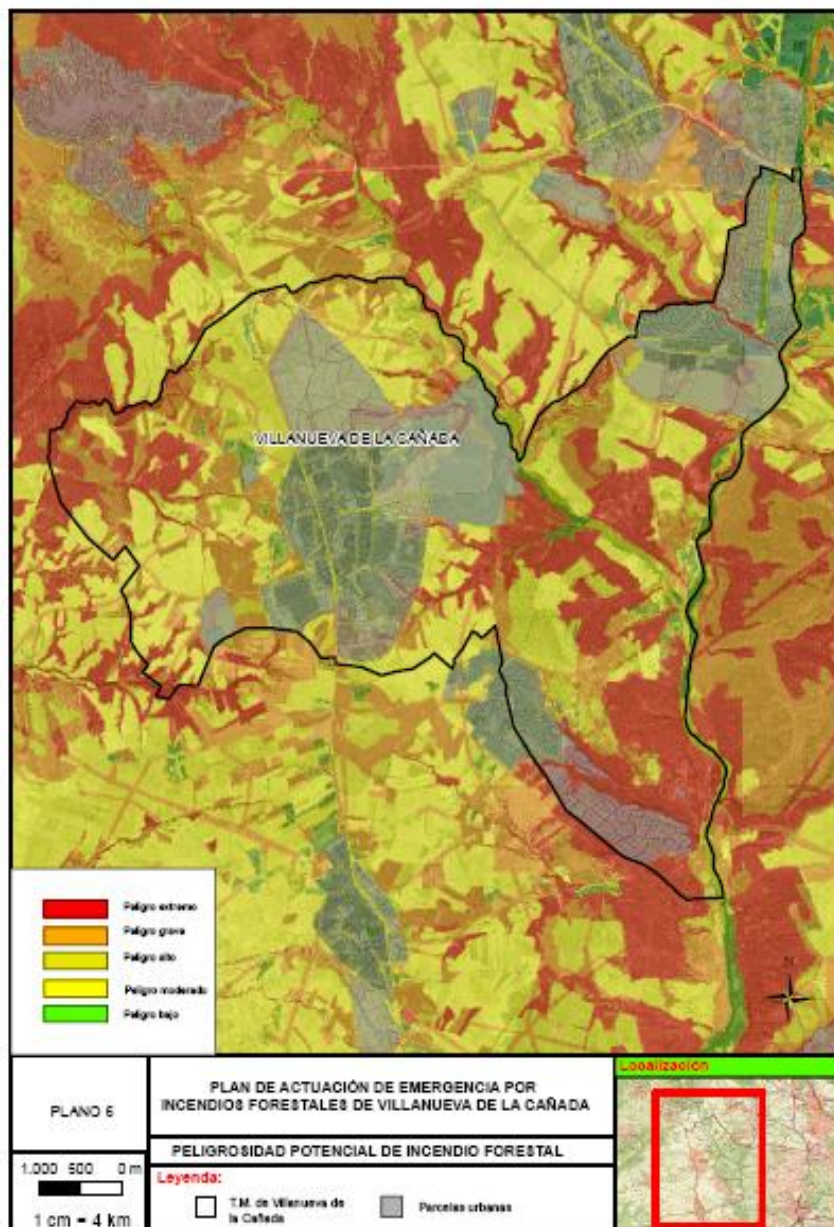 VILLANUEVA DE LA CAÑADA
Peligro extremo
Peligro grave
Peligro alto
Peligro moderado
Peligro bajo
N
PLANO 6
PLAN DE ACTUACIÓN DE EMERGENCIA POR
INCENDIOS FORESTALES DE VILLANUEVA DE LA CAÑADA
PELIGROSIDAD POTENCIAL DE INCENDIO FORESTAL
Localización
1.000 500 0 m
1 cm = 4 km
Leyenda:
T.M. de Villanueva de
la Cañada
Parcelas urbanas